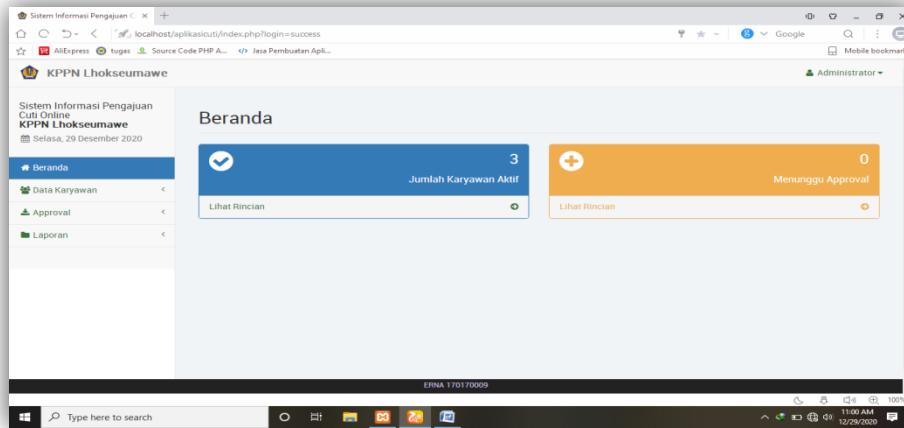 Sistem Informasi Pengajuan C
localhost/aplikasicuti/index.php?login=success
Google
AliExpress
tugas
Source Code PHP A...
Jasa Pembuatan Apli...
Mobile bookmark
KPPN Lhokseumawe
Administrator
Sistem Informasi Pengajuan
Cuti Online
KPPN Lhokseumawe
Selasa, 29 Desember 2020
Beranda
Data Karyawan
Approval
Laporan
Beranda
3
Jumlah Karyawan Aktif
Lihat Rincian
0
Menunggu Approval
Lihat Rincian
ERNA 170170009
100%
Type here to search
11:00 AM
12/29/2020